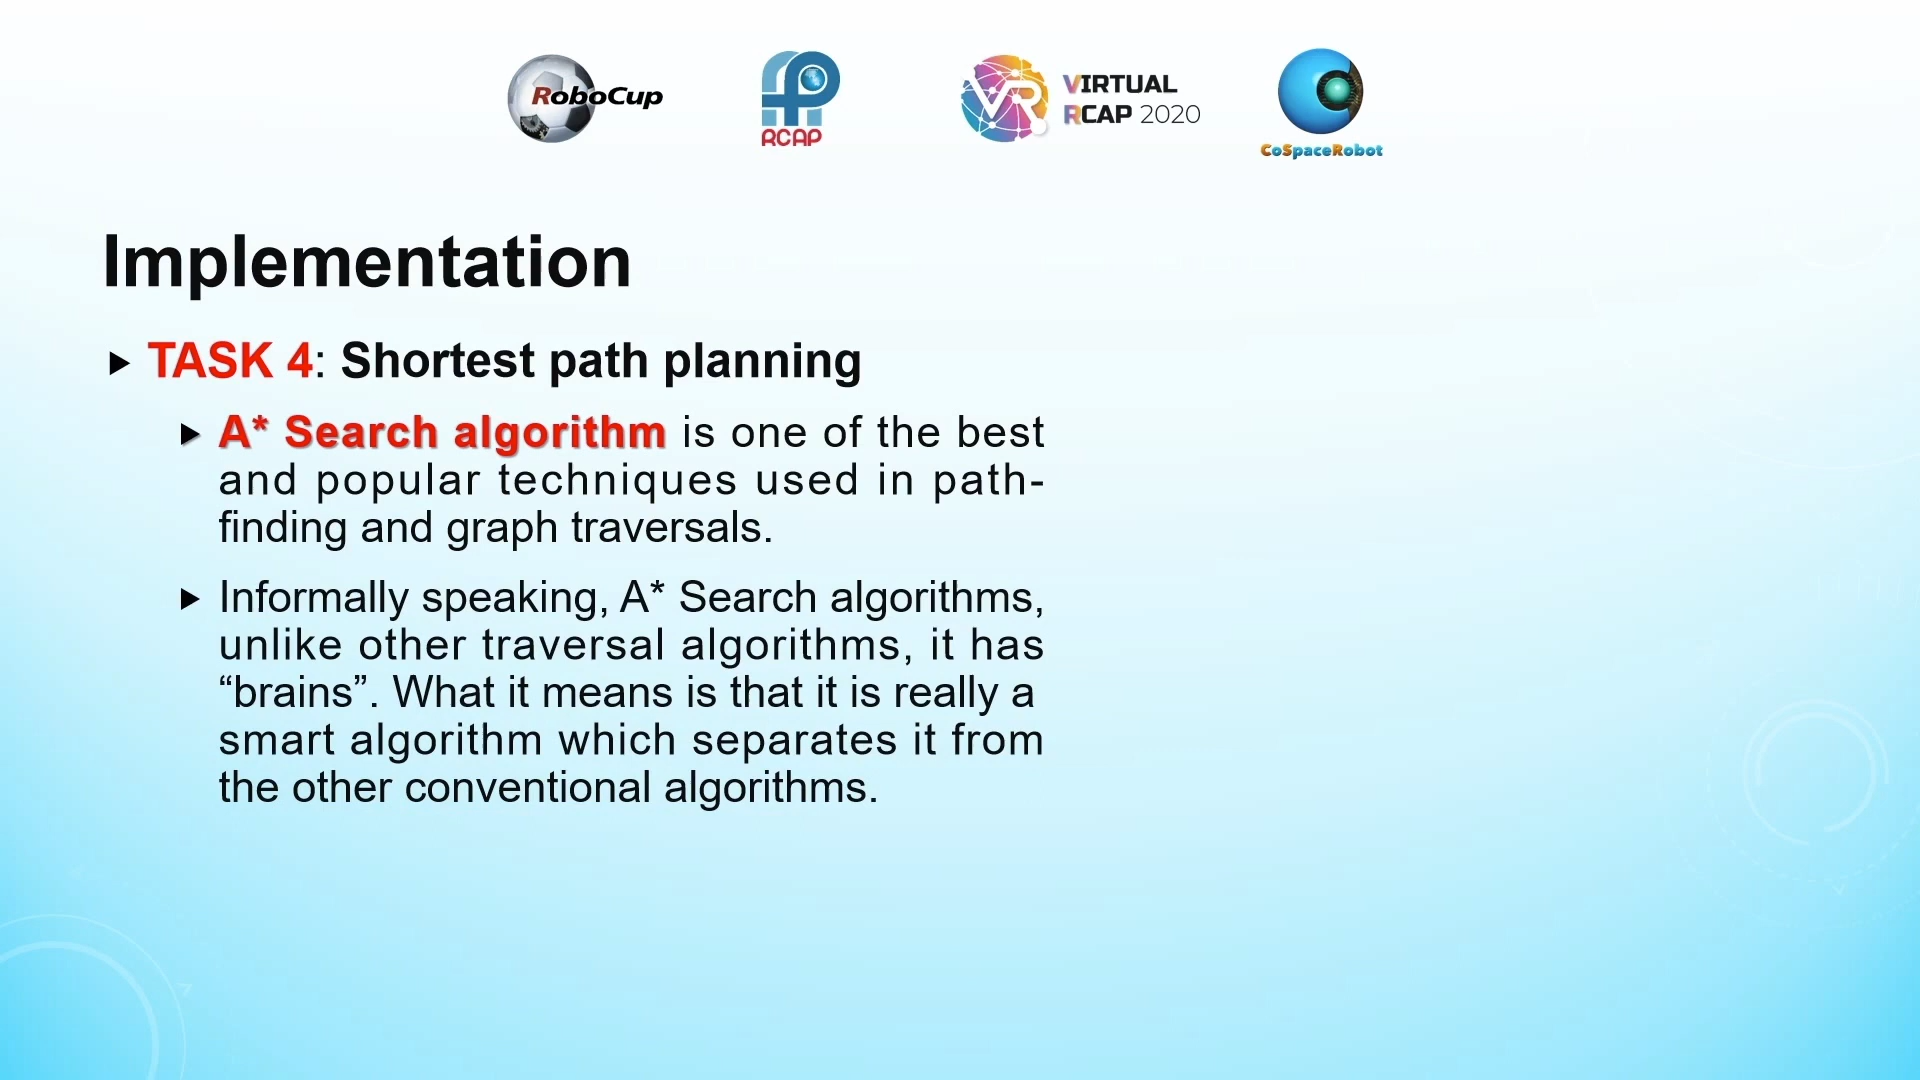 RoboCup
RCAP
VR
VIRTUAL
RCAP 2020
CoSpaceRobot
Implementation
TASK 4: Shortest path planning
A* Search algorithm is one of the best
and popular techniques used in path-
finding and graph traversals.
Informally speaking, A* Search algorithms,
unlike other traversal algorithms, it has
“brains”. What it means is that it is really a
smart algorithm which separates it from
the other conventional algorithms.